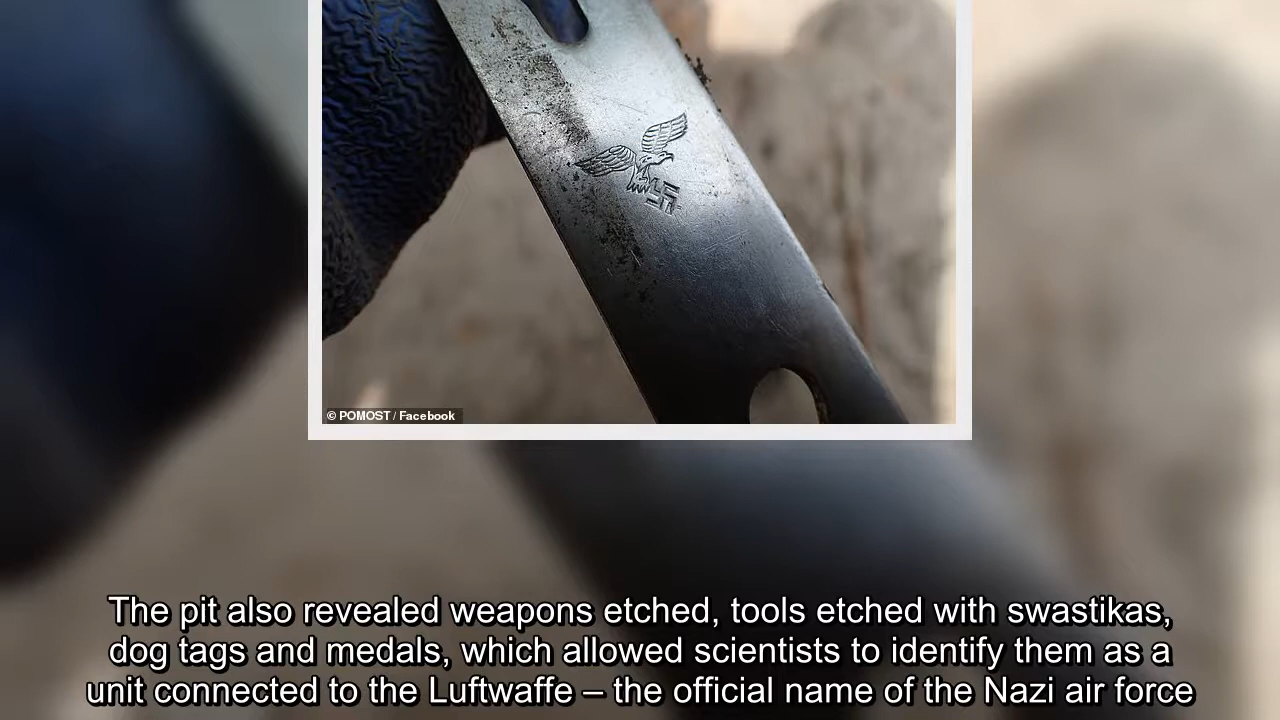 © POMOST / Facebook
The pit also revealed weapons etched, tools etched with swastikas,
dog tags and medals, which allowed scientists to identify them as a
unit connected to the Luftwaffe – the official name of the Nazi air force